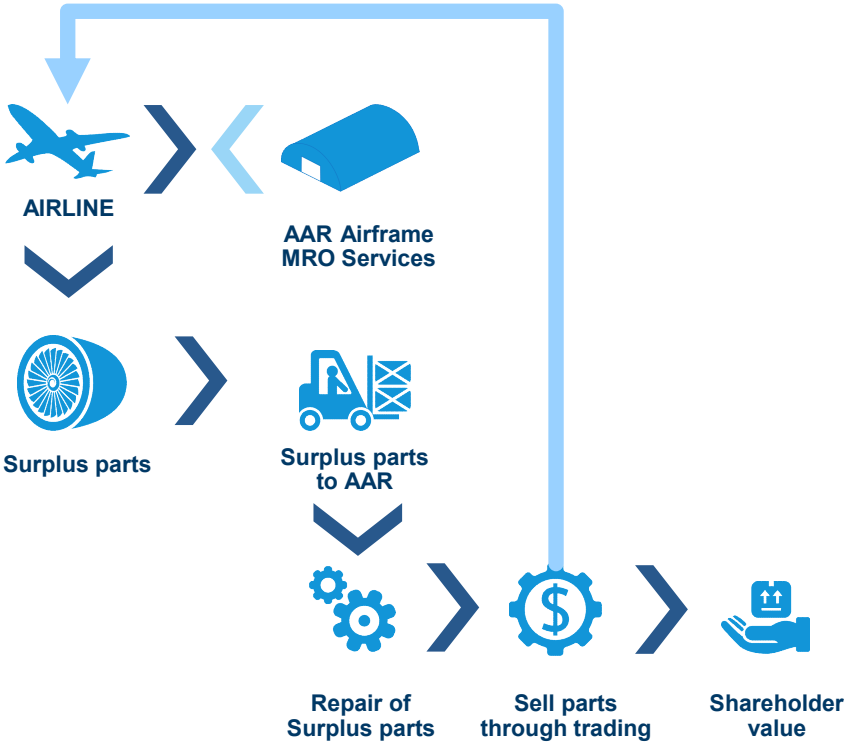 AIRLINE
AAR Airframe
MRO Services
Surplus parts
Surplus parts
to AAR
$
Repair of
Surplus parts
Sell parts
through trading
Shareholder
value